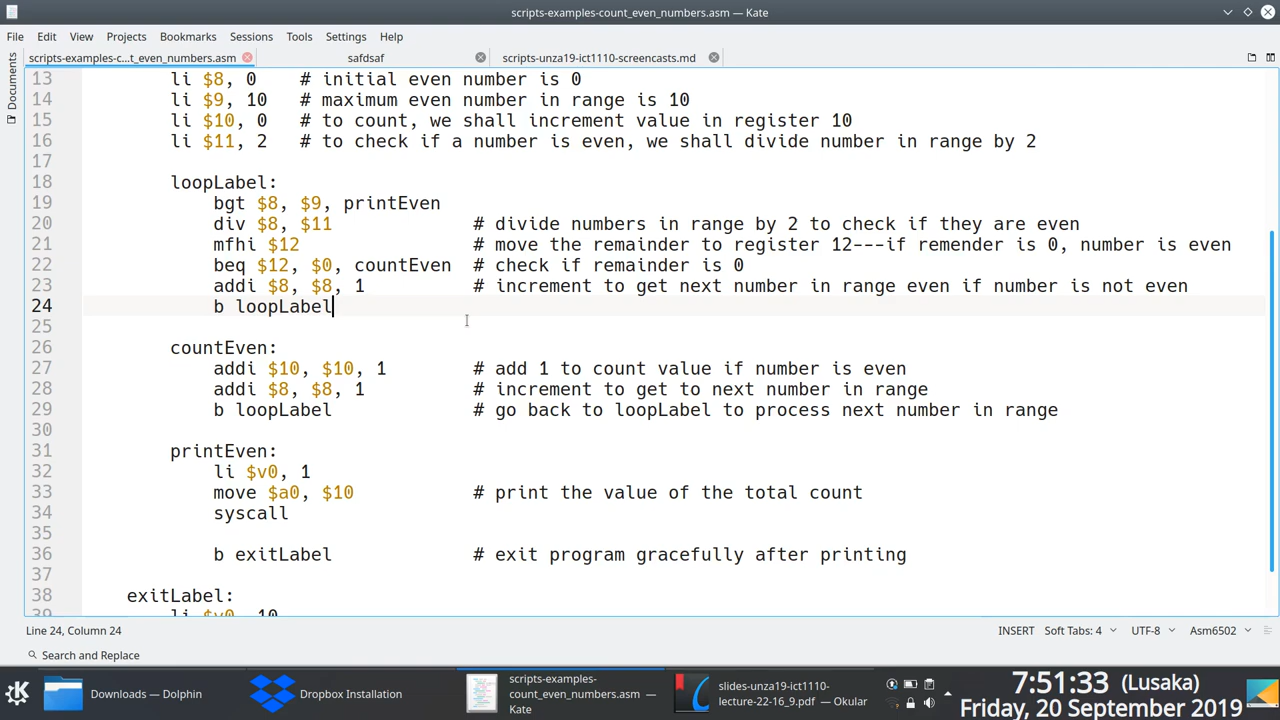 scripts-examples-count_even_numbers.asm — Kate
File Edit View Projects Bookmarks Sessions Tools Settings Help
scripts-examples-c...t_even_numbers.asm safdsaf scripts-unza19-ict1110-screencasts.md
Documents
13 li $8, 0 # initial even number is 0
14 li $9, 10 # maximum even number in range is 10
15 li $10, 0 # to count, we shall increment value in register 10
16 li $11, 2 # to check if a number is even, we shall divide number in range by 2
17
18 loopLabel:
19 bgt $8, $9, printEven
20 div $8, $11 # divide numbers in range by 2 to check if they are even
21 mfhi $12 # move the remainder to register 12---if remender is 0, number is even
22 beq $12, $0, countEven # check if remainder is 0
23 addi $8, $8, 1 # increment to get next number in range even if number is not even
24 b loopLabel
25
26 countEven:
27 addi $10, $10, 1 # add 1 to count value if number is even
28 addi $8, $8, 1 # increment to get to next number in range
29 b loopLabel # go back to loopLabel to process next number in range
30
31 printEven:
32 li $v0, 1
33 move $a0, $10 # print the value of the total count
34 syscall
35
36 b exitLabel # exit program gracefully after printing
37
38 exitLabel:
39 li $v0, 10
Line 24, Column 24 INSERT Soft Tabs: 4 UTF-8 Asm6502
Search and Replace
Downloads — Dolphin
Dropbox Installation
scripts-examples-
count_even_numbers.asm —
Kate
slides-unza19-ict1110-
lecture-22-16_9.pdf — Okular
7:51:33 (Lusaka)
Friday, 20 September 2019